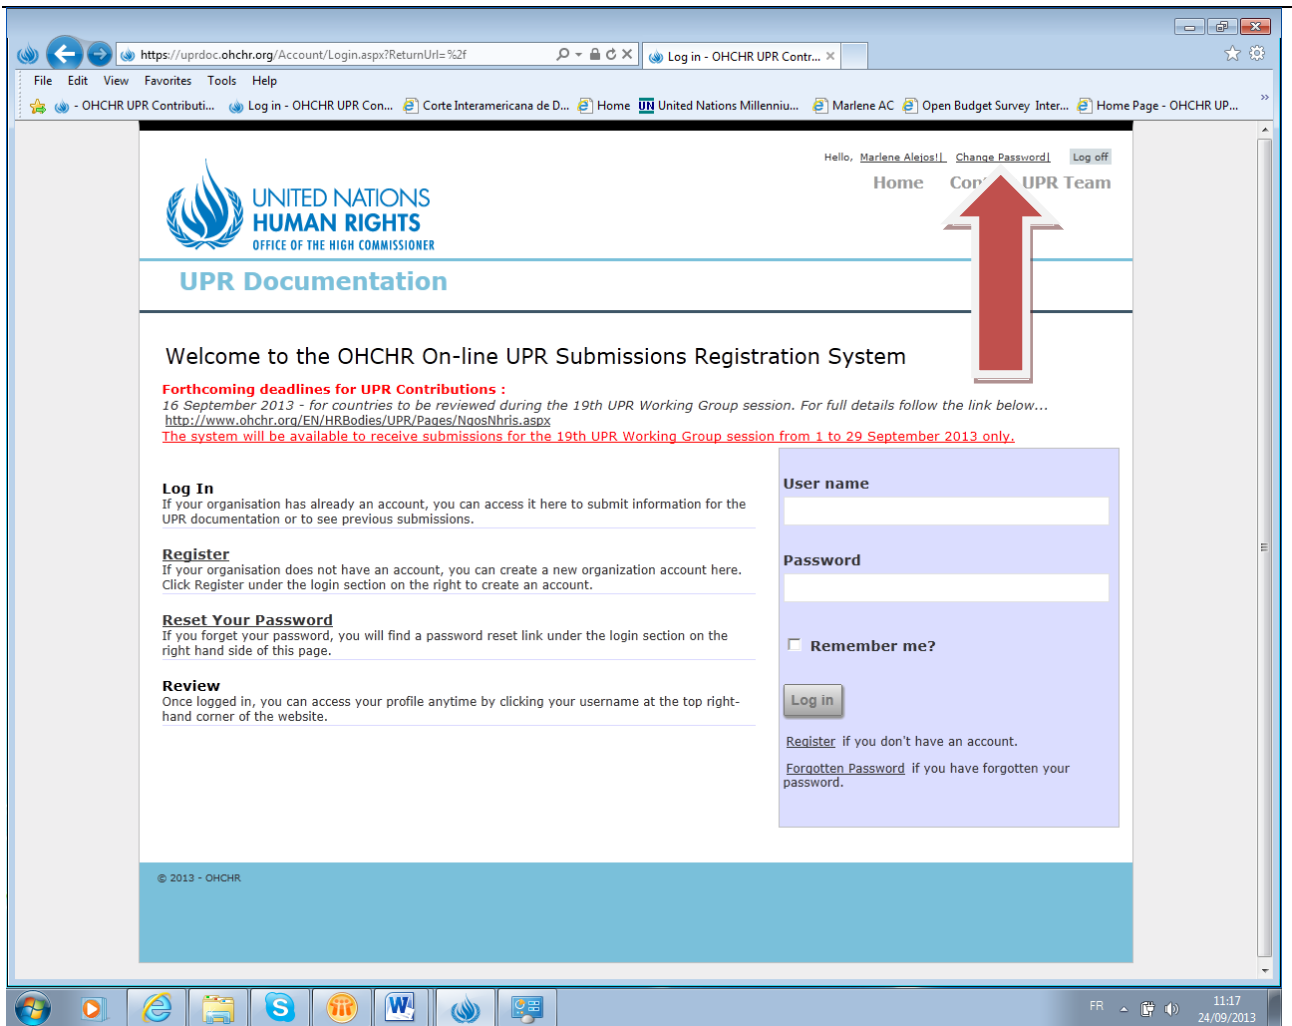 https://uprdoc.ohchr.org/Account/Login.aspx?ReturnUrl=%2f
Log in - OHCHR UPR Contr...
File Edit View Favorites Tools Help
- OHCHR UPR Contributi... Log in - OHCHR UPR Con... Corte Interamericana de D... Home UN United Nations Millenniu... Marlene AC Open Budget Survey Inter... Home Page - OHCHR UP... »
Hello, Marlene Alejos!| Change Password| Log off
Home UPR Team
UNITED NATIONS
HUMAN RIGHTS
OFFICE OF THE HIGH COMMISSIONER
UPR Documentation
Welcome to the OHCHR On-line UPR Submissions Registration System
Forthcoming deadlines for UPR Contributions :
16 September 2013 - for countries to be reviewed during the 19th UPR Working Group session. For full details follow the link below...
http://www.ohchr.org/EN/HRBodies/UPR/Pages/NgosNhris.aspx
The system will be available to receive submissions for the 19th UPR Working Group session from 1 to 29 September 2013 only.
Log In
If your organisation has already an account, you can access it here to submit information for the
UPR documentation or to see previous submissions.
Register
If your organisation does not have an account, you can create a new organization account here.
Click Register under the login section on the right to create an account.
Reset Your Password
If you forget your password, you will find a password reset link under the login section on the
right hand side of this page.
Review
Once logged in, you can access your profile anytime by clicking your username at the top right-
hand corner of the website.
User name
Password
Remember me?
Log in
Register if you don't have an account.
Forgotten Password if you have forgotten your
password.
© 2013 - OHCHR
FR
11:17
24/09/2013